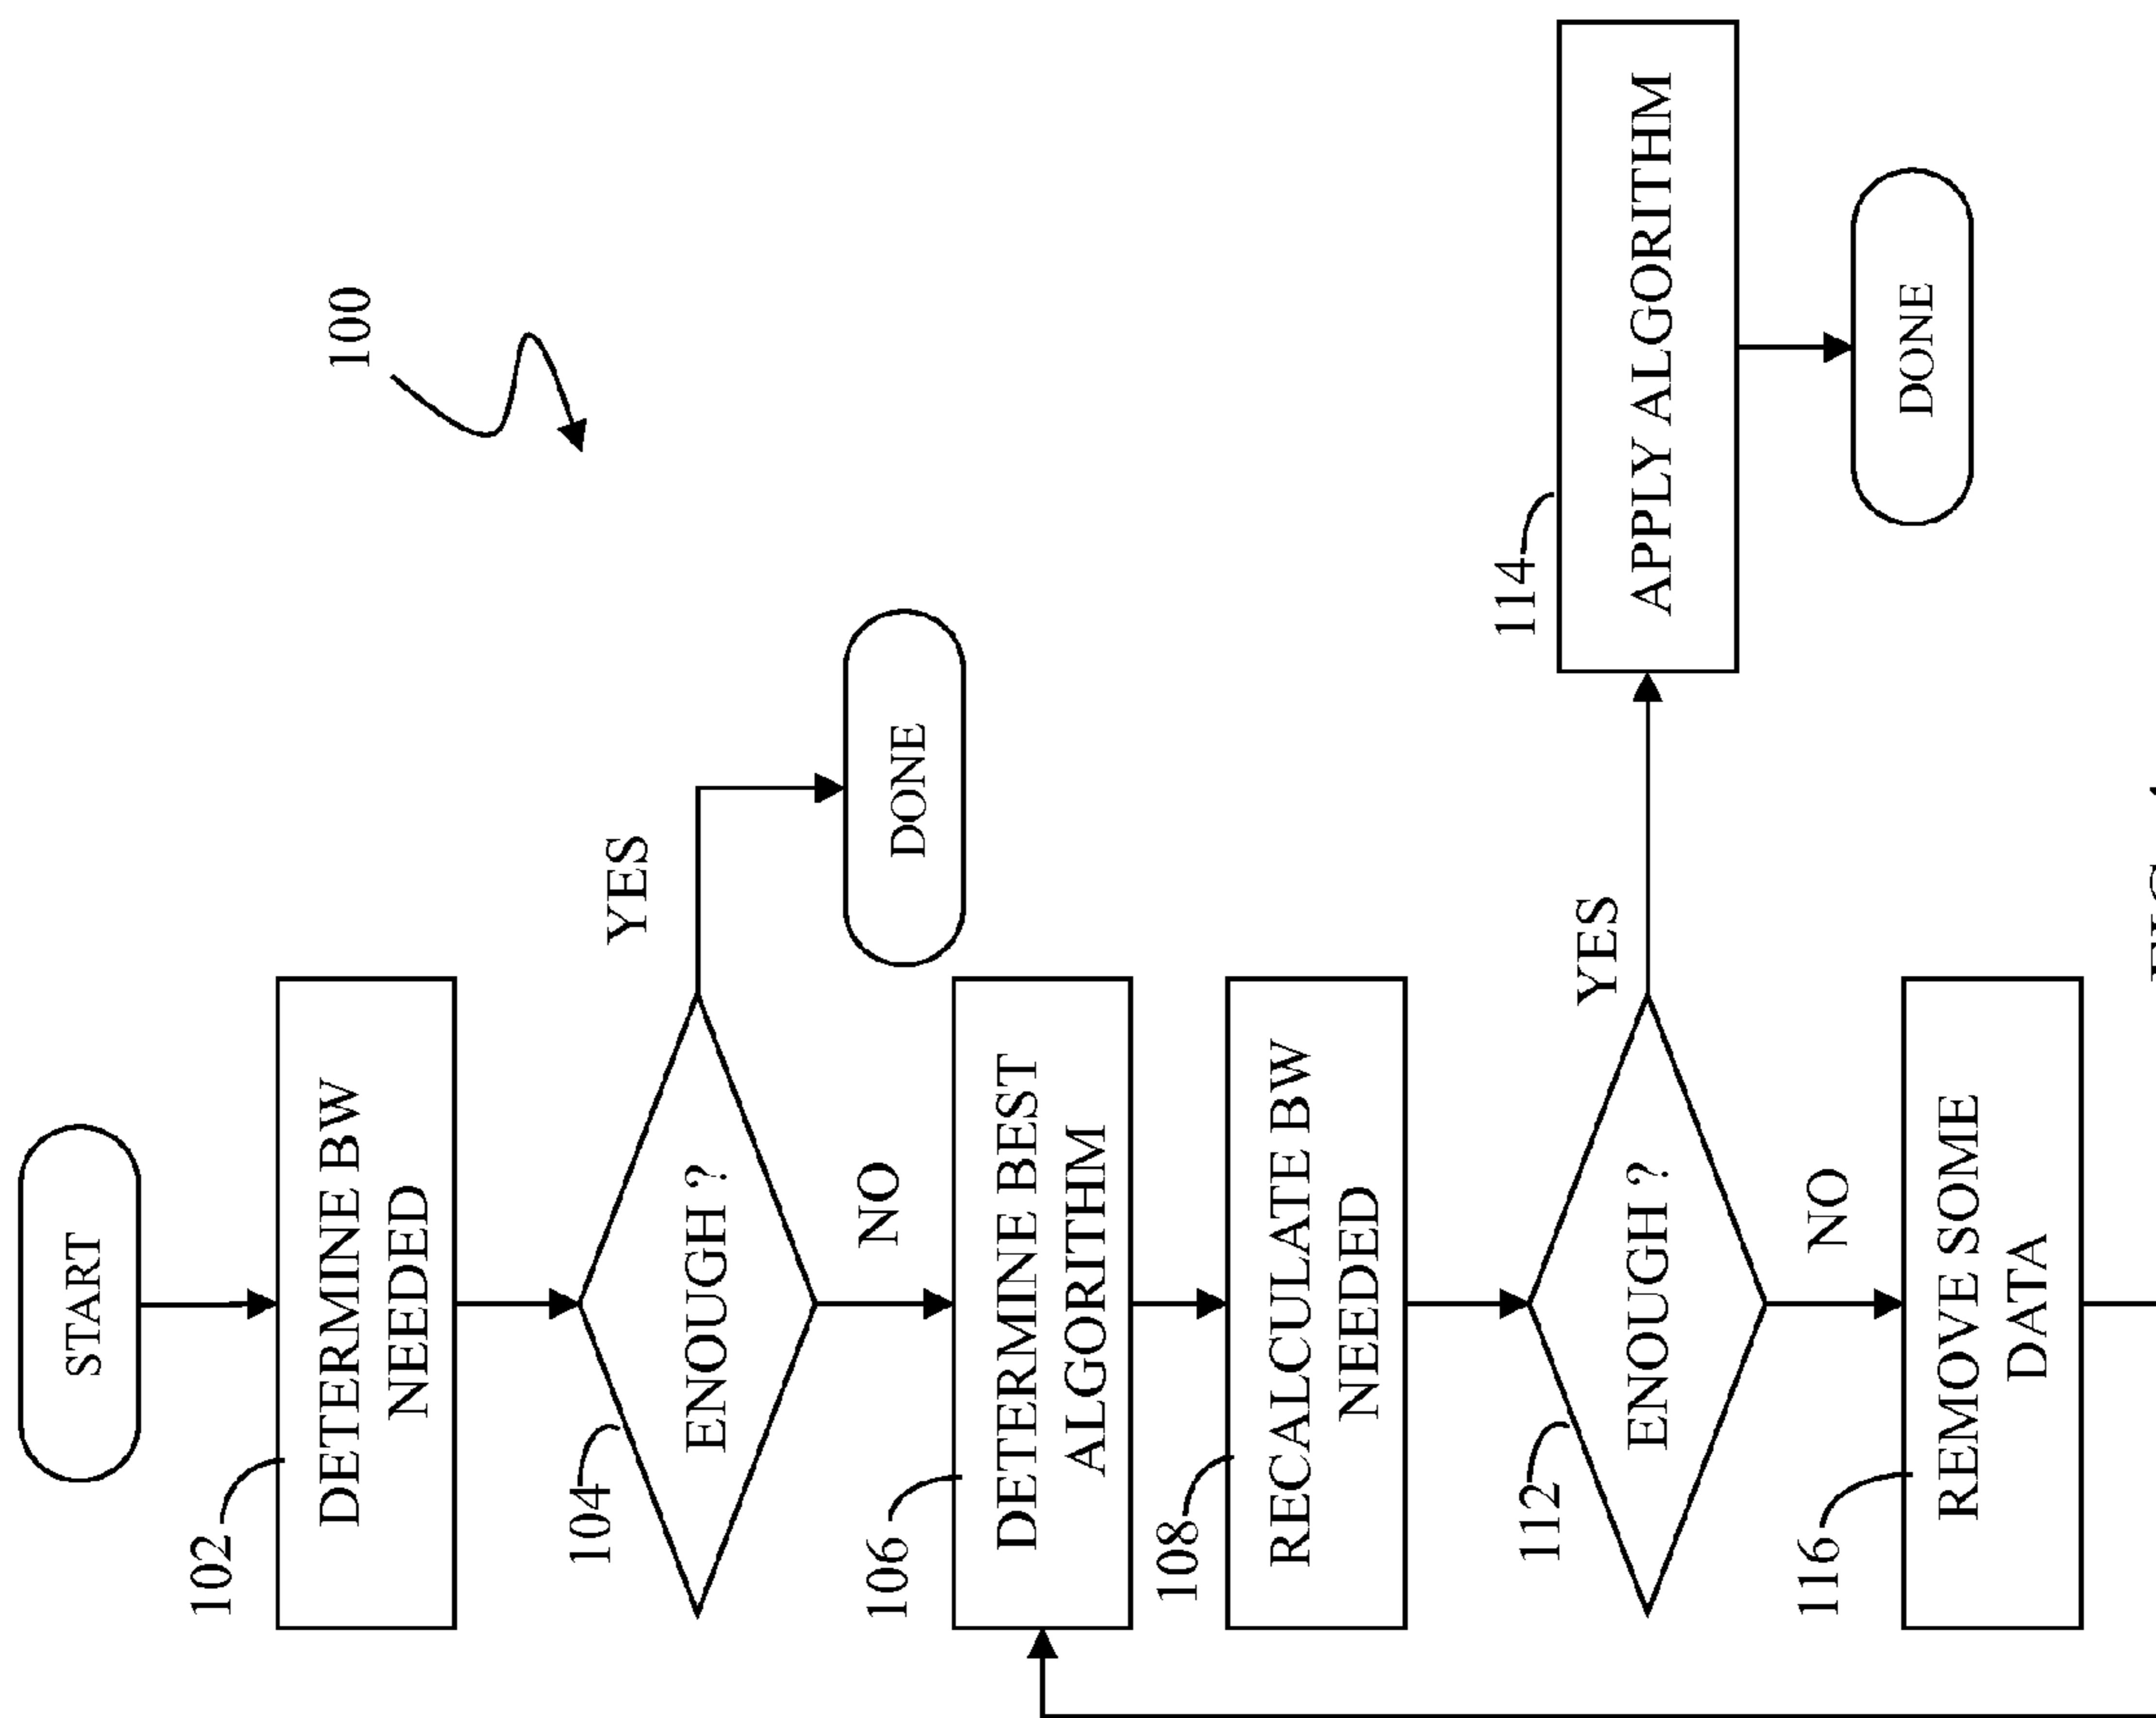 100
START
102
DETERMINE BW
NEEDED
104
ENOUGH ?
YES
DONE
NO
106
DETERMINE BEST
ALGORITHM
108
RECALCULATE BW
NEEDED
112
ENOUGH ?
YES
114
APPLY ALGORITHM
DONE
NO
116
REMOVE SOME
DATA